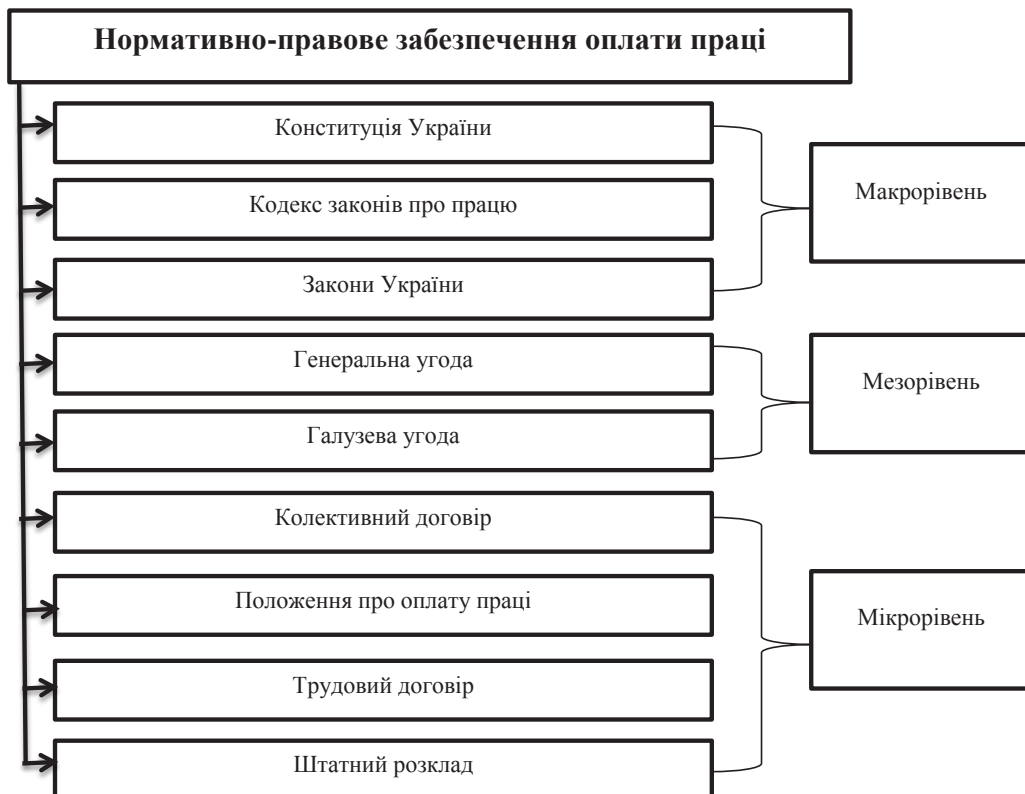 Нормативно-правове забезпечення оплати праці
Конституція України
Кодекс законів про працю
Закони України
Макрорівень
Генеральна угода
Галузева угода
Мезорівень
Колективний договір
Положення про оплату праці
Трудовий договір
Штатний розклад
Мікрорівень